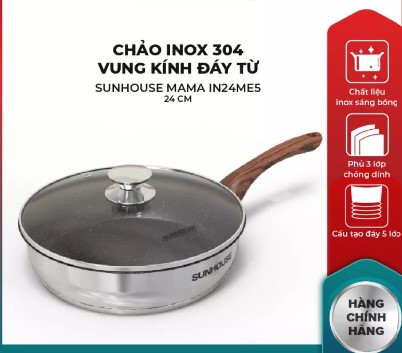 CHẢO INOX 304
VUNG KÍNH ĐÁY TỪ
SUNHOUSE MAMA IN24ME5
24 CM
Chất liệu
inox sáng bóng
Phủ 3 lớp
chống dính
Cấu tạo đáy 5 lớp
SUNHOUSE
HÀNG
CHÍNH
HÃNG